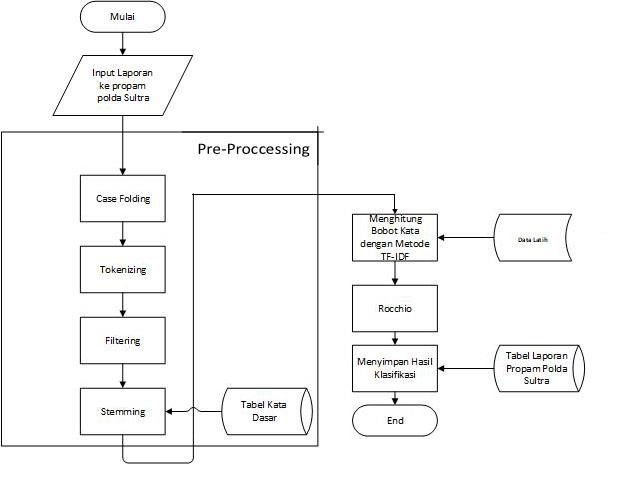 Mulai
Input Laporan
ke propam
polda Sultra
Pre-Proccessing
Case Folding
Tokenizing
Filtering
Stemming
Tabel Kata
Dasar
Menghitung
Bobot Kata
dengan Metode
TF-IDF
Data Latih
Rocchio
Menyimpan Hasil
Klasifikasi
Tabel Laporan
Propam Polda
Sultra
End